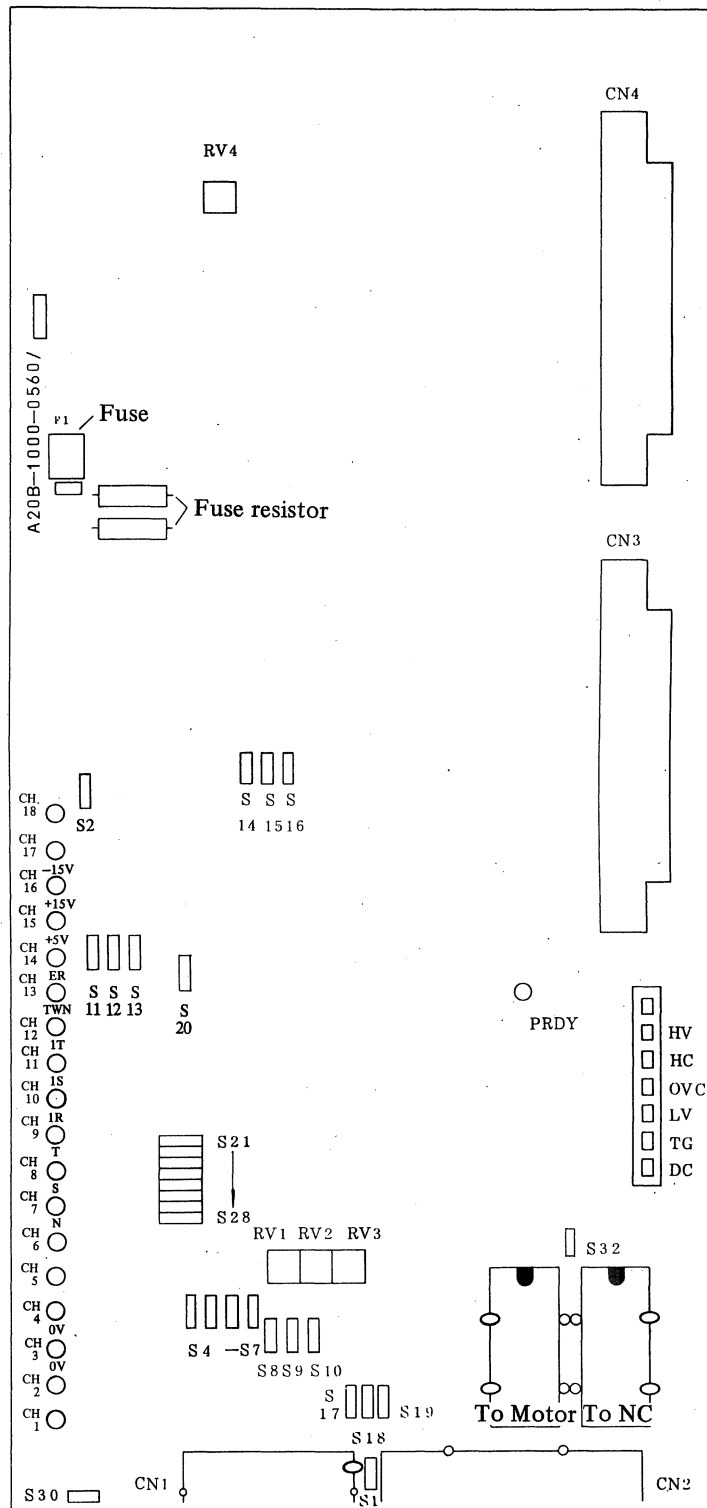 CN4
RV4
A20B-1000-0560/
F1
Fuse
Fuse resistor
CN3
S
14
S
15
S
16
S2
CH
18
CH
17
-15V
CH
16
+15V
CH
15
+5V
CH
14
ER
CH
13
TWN
CH
12
1T
CH
11
1S
CH
10
1R
CH
9
T
CH
8
S
CH
7
N
CH
6
CH
5
CH
4
0V
CH
3
0V
CH
2
CH
1
S
11
S
12
S
13
S
20
PRDY
HV
HC
OVC
LV
TG
DC
S21
S28
RV1
RV2
RV3
S32
S4 -S7
S8
S9
S10
S
17
S19
S18
To Motor
To NC
S30
CN1
S1
CN2